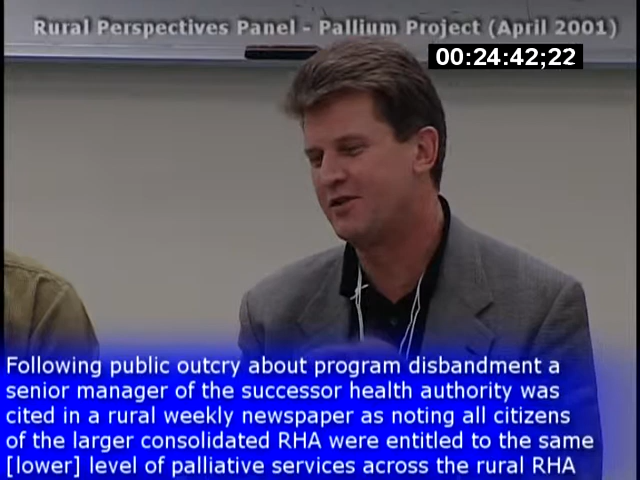 Rural Perspectives Panel - Pallium Project (April 2001)
00:24:42;22
Following public outcry about program disbandment a
senior manager of the successor health authority was
cited in a rural weekly newspaper as noting all citizens
of the larger consolidated RHA were entitled to the same
[lower] level of palliative services across the rural RHA